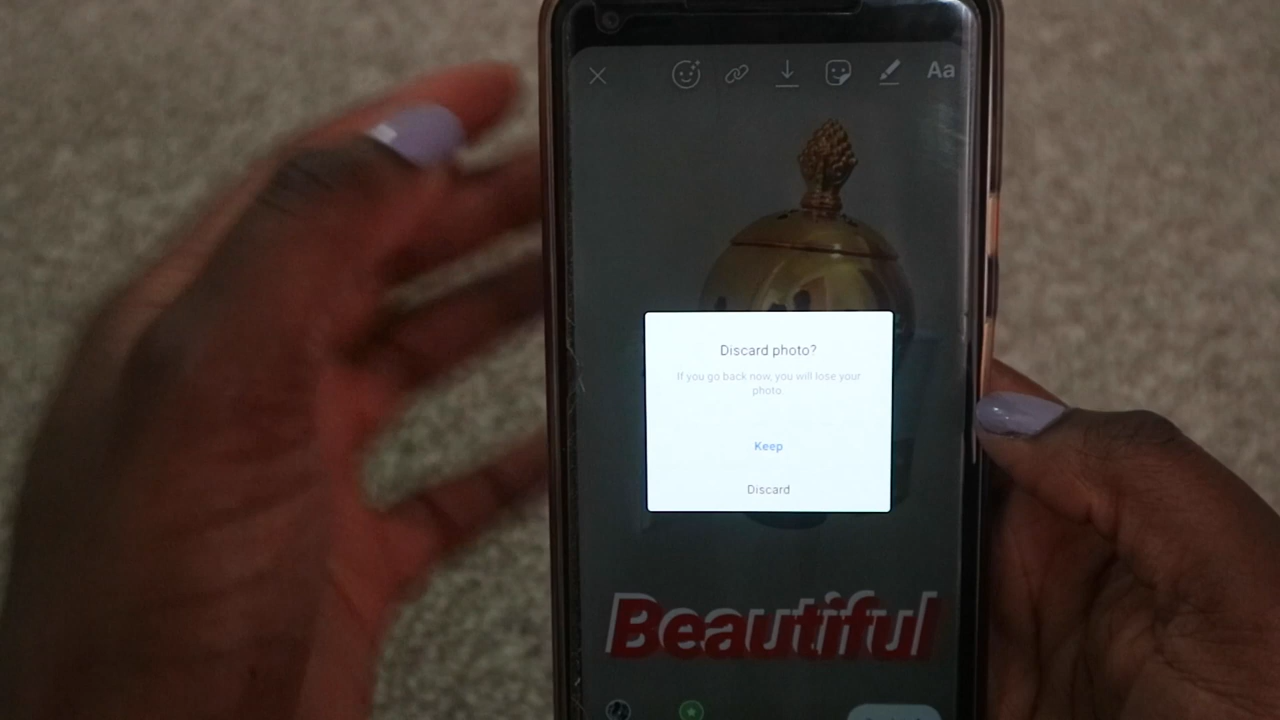 Aa
Discard photo?
If you go back now, you will lose your
photo.
Keep
Discard
Beautiful